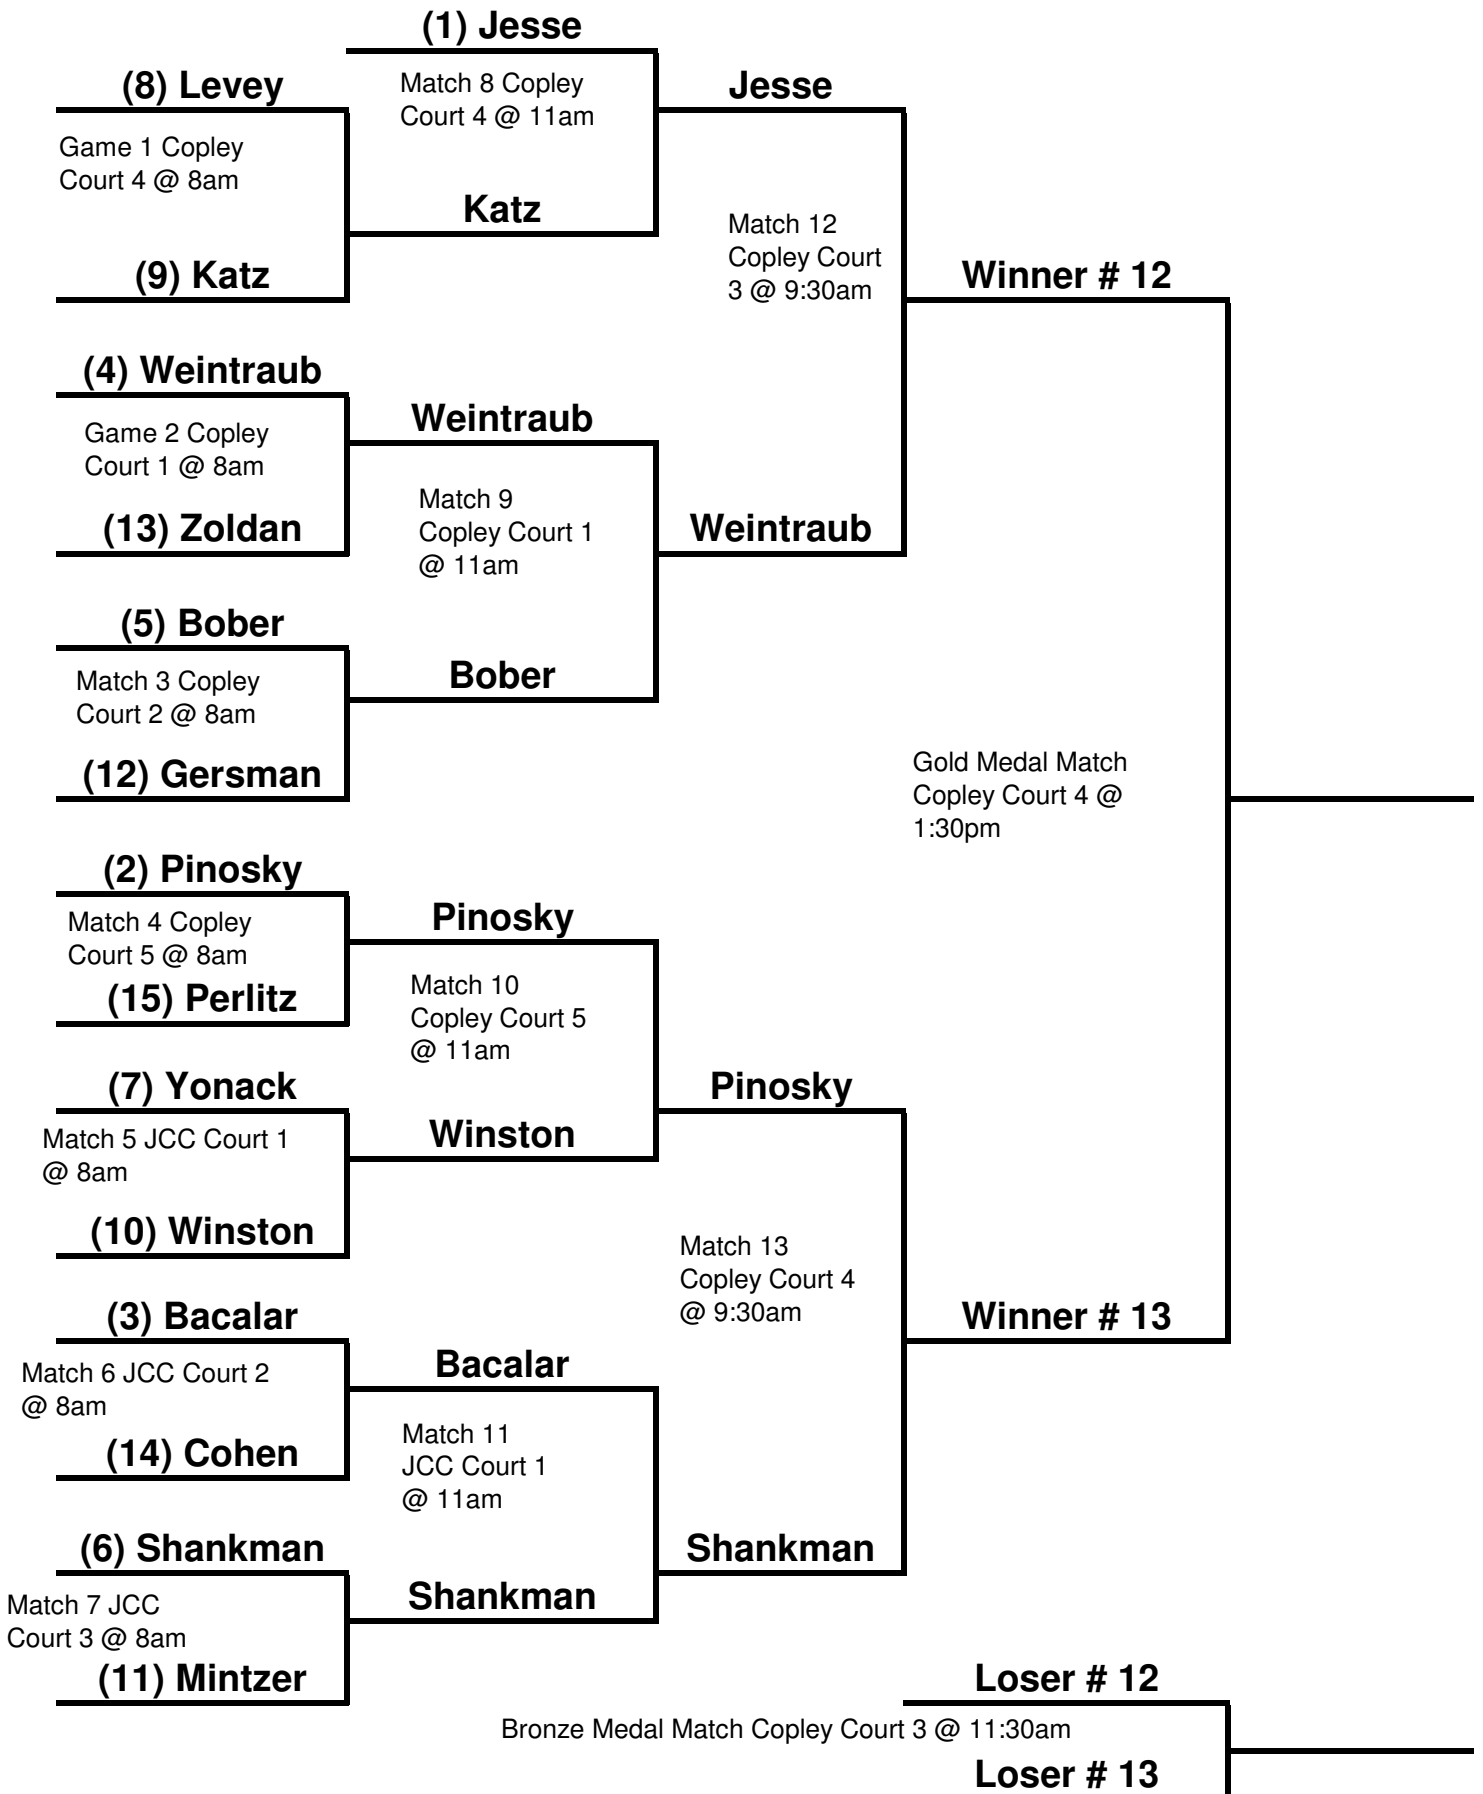 (1) Jesse
(8) Levey
Match 8 Copley
Court 4 @ 11am
Jesse
Game 1 Copley
Court 4 @ 8am
Katz
Match 12
Copley Court
3 @ 9:30am
(9) Katz
Winner # 12
(4) Weintraub
Weintraub
Game 2 Copley
Court 1 @ 8am
Match 9
Copley Court 1
@ 11am
(13) Zoldan
Weintraub
(5) Bober
Bober
Match 3 Copley
Court 2 @ 8am
(12) Gersman
Gold Medal Match
Copley Court 4 @
1:30pm
(2) Pinosky
Pinosky
Match 4 Copley
Court 5 @ 8am
(15) Perlitz
Match 10
Copley Court 5
@ 11am
(7) Yonack
Pinosky
Match 5 JCC Court 1
@ 8am
Winston
(10) Winston
Match 13
Copley Court 4
@ 9:30am
(3) Bacalar
Winner # 13
Bacalar
Match 6 JCC Court 2
@ 8am
(14) Cohen
Match 11
JCC Court 1
@ 11am
(6) Shankman
Shankman
Shankman
Match 7 JCC
Court 3 @ 8am
(11) Mintzer
Loser # 12
Bronze Medal Match Copley Court 3 @ 11:30am
Loser # 13